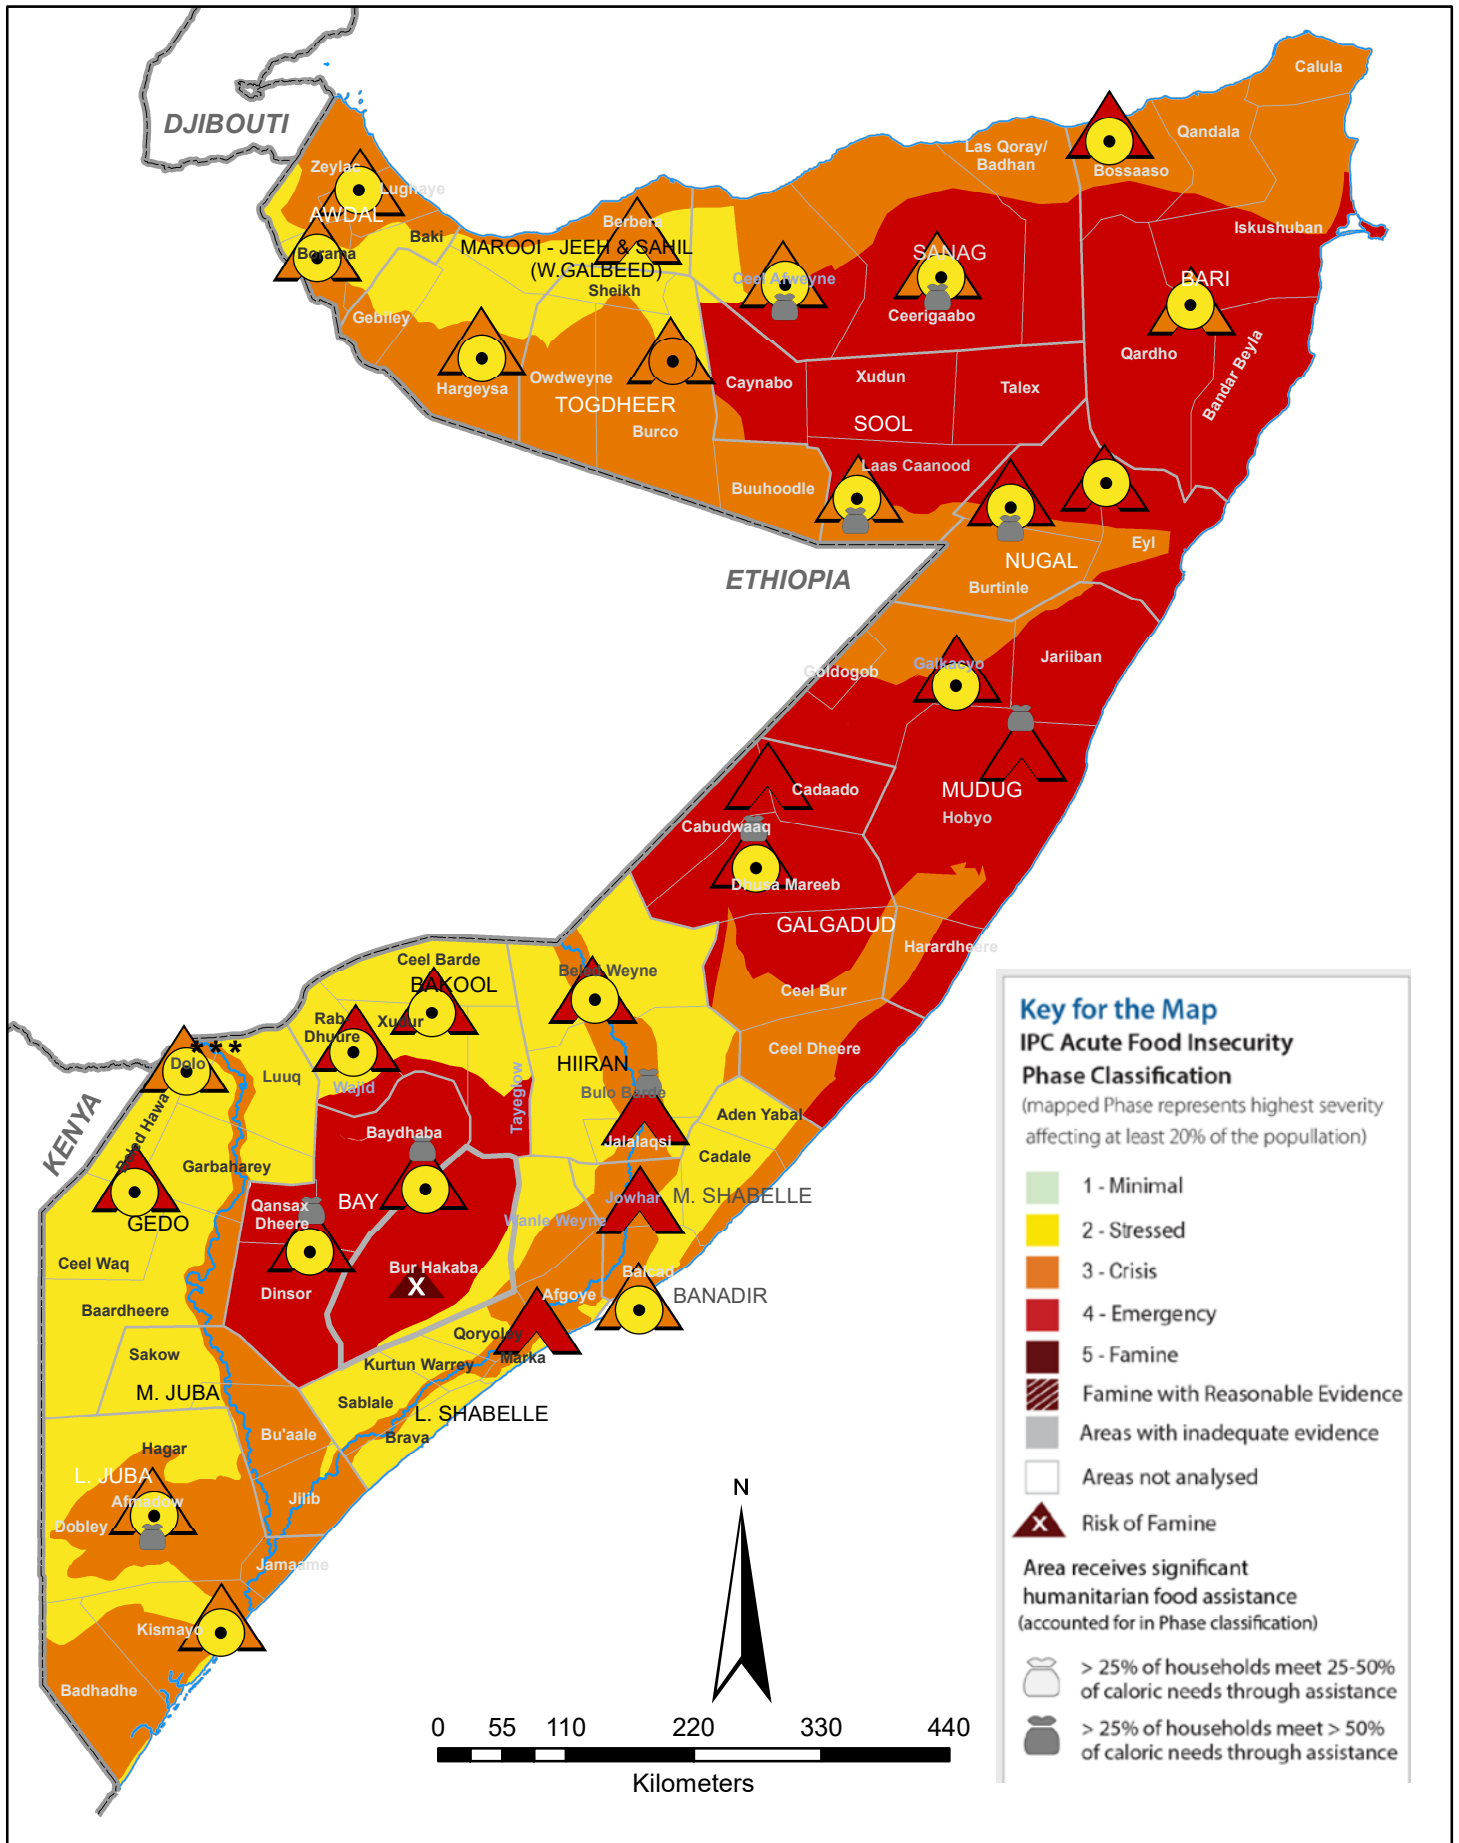 DJIBOUTI
Calula
Qandala
Las Qoray/
Badhan
Bossaaso
Zeylac
Lughaye
AWDAL
Baki
Borama
Berbera
MAROOI - JEEH & SAHIL
(W.GALBEED)
Sheikh
Gebiley
Iskushuban
SANAG
Ceel Afweyne
BARI
Ceerigaabo
Qardho
Bandar Beyla
Hargeysa
Owdweyne
TOGDHEER
Burco
Caynabo
Xudun
Talex
SOOL
Laas Caanood
Buuhoodle
Eyl
NUGAL
ETHIOPIA
Burtinle
Goldogob
Galkacyo
Jariiban
MUDUG
Hobyo
Cadaado
Cabudwaaq
Dhusa Mareeb
GALGADUD
Harardheere
Ceel Bur
Ceel Dheere
Ceel Barde
BAKOOL
Beled Weyne
Rab
Dhuure
Xudur
Wajid
Tayeglow
HIIRAN
Bulo Barde
Jalalaqsi
Aden Yabal
Cadale
***
Dolo
Luuq
KENYA
Beled Hawa
Garbaharey
Baydhaba
GEDO
Qansax
Dheere
BAY
Jowhar
M. SHABELLE
Wanle Weyne
Ceel Waq
Bur Hakaba
X
Dinsor
Balcad
BANADIR
Afgoye
Baardheere
Qoryoley
Marka
Kurtun Warrey
Sakow
M. JUBA
Sablale
L. SHABELLE
Brava
Bu'aale
Hagar
L. JUBA
Afmadow
Dobley
Jilib
Jamaame
Kismayo
Badhadhe
N
0 55 110 220 330 440
Kilometers
Key for the Map
IPC Acute Food Insecurity
Phase Classification
(mapped Phase represents highest severity
affecting at least 20% of the popullation)
1 - Minimal
2 - Stressed
3 - Crisis
4 - Emergency
5 - Famine
Famine with Reasonable Evidence
Areas with inadequate evidence
Areas not analysed
X Risk of Famine
Area receives significant
humanitarian food assistance
(accounted for in Phase classification)
> 25% of households meet 25-50%
of caloric needs through assistance
> 25% of households meet > 50%
of caloric needs through assistance